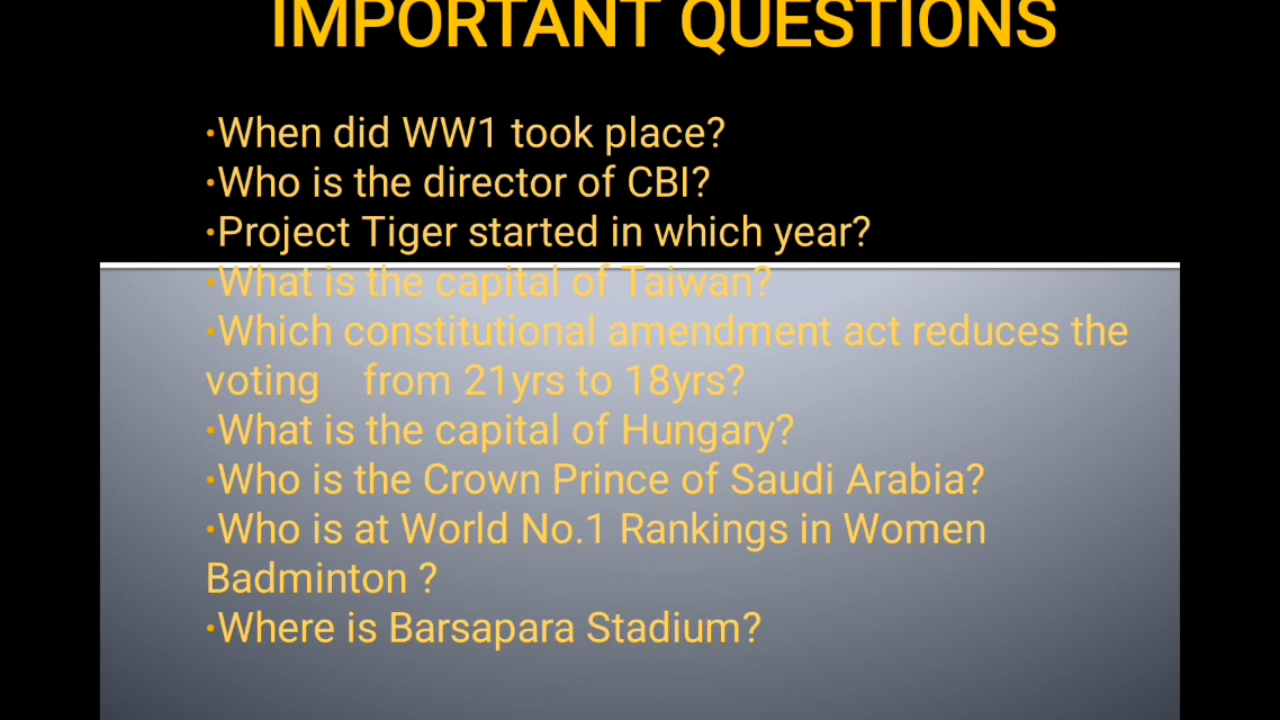 IMPORTANT QUESTIONS
•When did WW1 took place?
•Who is the director of CBI?
•Project Tiger started in which year?
•What is the capital of Taiwan?
•Which constitutional amendment act reduces the
voting    from 21yrs to 18yrs?
•What is the capital of Hungary?
•Who is the Crown Prince of Saudi Arabia?
•Who is at World No.1 Rankings in Women
Badminton ?
•Where is Barsapara Stadium?